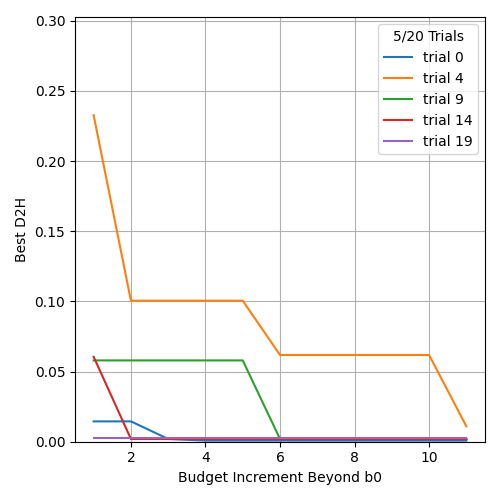 0.30
0.25
0.20
0.15
0.10
0.05
0.00
Best D2H
5/20 Trials
trial 0
trial 4
trial 9
trial 14
trial 19
2 4 6 8 10
Budget Increment Beyond b0